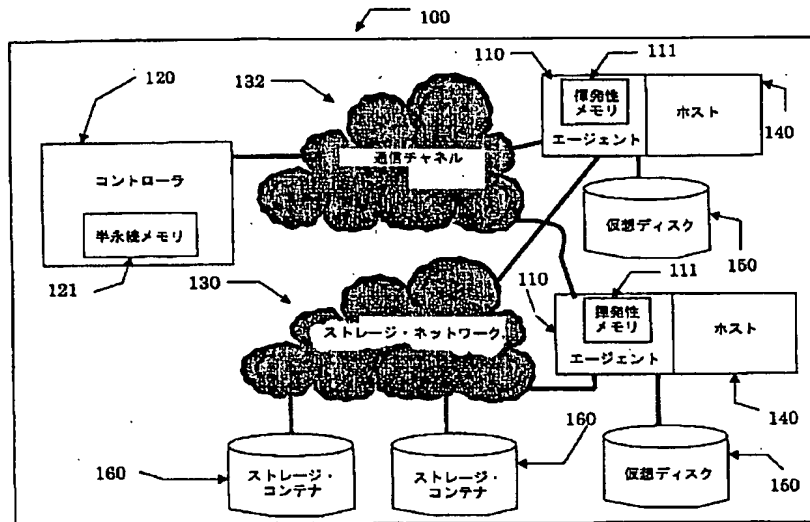 100
120
132
110
111
揮発性
メモリ
エージェント
ホスト
140
通信チャネル
コントローラ
半永続メモリ
121
仮想ディスク
150
130
110
111
揮発性
メモリ
エージェント
ホスト
ストレージ・ネットワーク
140
160
ストレージ・
コンテナ
160
ストレージ・
コンテナ
仮想ディスク
150